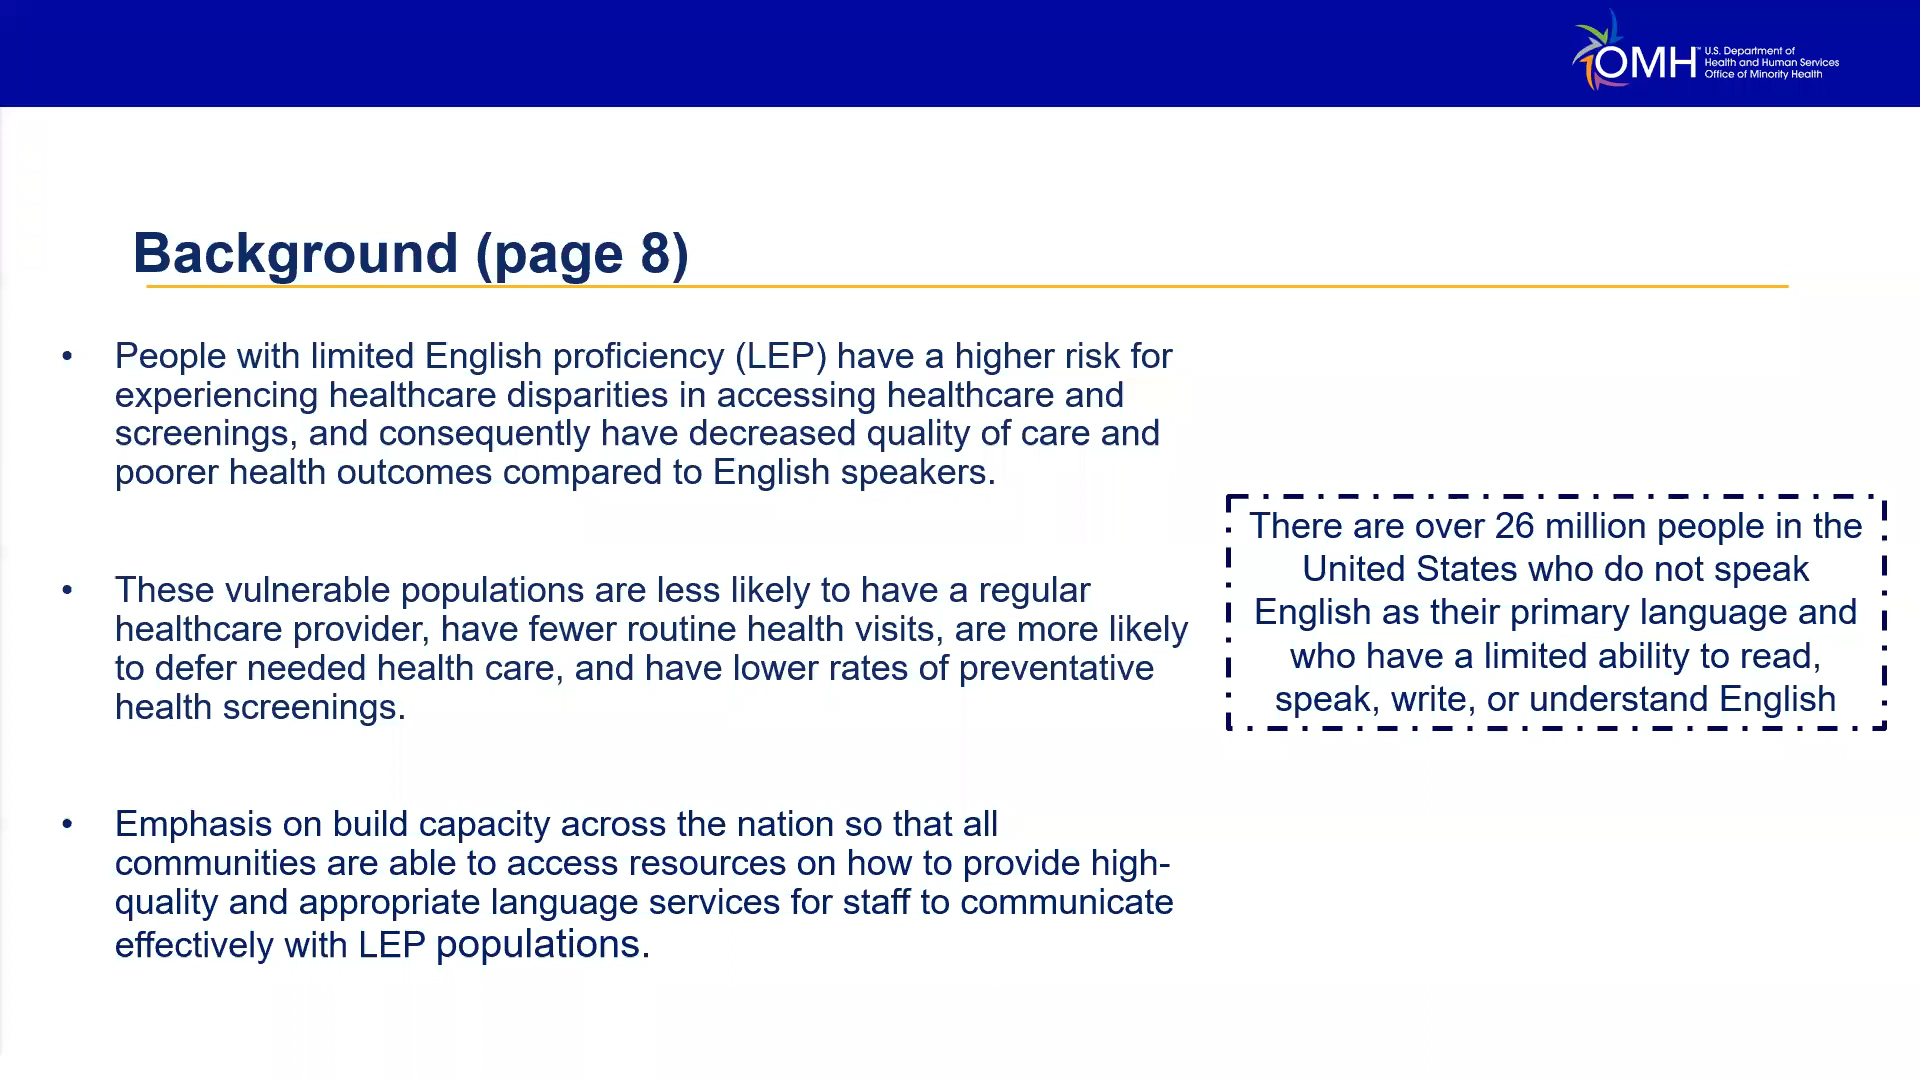 OMH™
U.S. Department of
Health and Human Services
Office of Minority Health
Background (page 8)
• People with limited English proficiency (LEP) have a higher risk for
experiencing healthcare disparities in accessing healthcare and
screenings, and consequently have decreased quality of care and
poorer health outcomes compared to English speakers.
• These vulnerable populations are less likely to have a regular
healthcare provider, have fewer routine health visits, are more likely
to defer needed health care, and have lower rates of preventative
health screenings.
• Emphasis on build capacity across the nation so that all
communities are able to access resources on how to provide high-
quality and appropriate language services for staff to communicate
effectively with LEP populations.
There are over 26 million people in the
United States who do not speak
English as their primary language and
who have a limited ability to read,
speak, write, or understand English